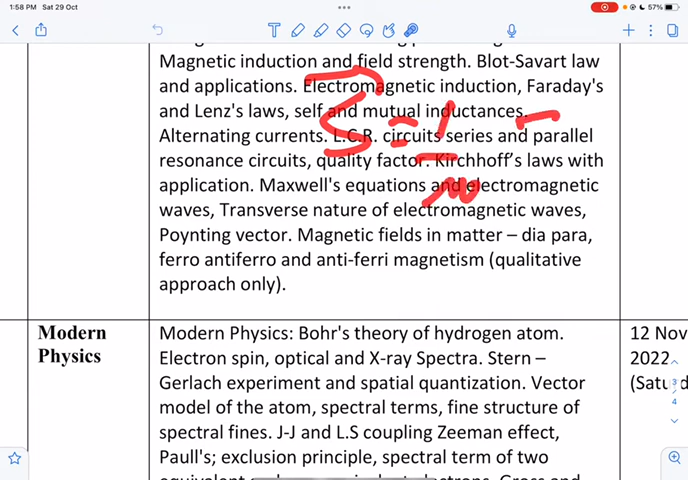 1:58 PM Sat 29 Oct
57%
Magnetic induction and field strength. Blot-Savart law
and applications. Electromagnetic induction, Faraday's
and Lenz's laws, self and mutual inductances.
Alternating currents. L.C.R. circuits series and parallel
resonance circuits, quality factor. Kirchhoff's laws with
application. Maxwell's equations and electromagnetic
waves, Transverse nature of electromagnetic waves,
Poynting vector. Magnetic fields in matter – dia para,
ferro antiferro and anti-ferri magnetism (qualitative
approach only).
Modern
Physics
Modern Physics: Bohr's theory of hydrogen atom.
Electron spin, optical and X-ray Spectra. Stern –
Gerlach experiment and spatial quantization. Vector
model of the atom, spectral terms, fine structure of
spectral fines. J-J and L.S coupling Zeeman effect,
Paull's; exclusion principle, spectral term of two
12 Nov
2022
3
4